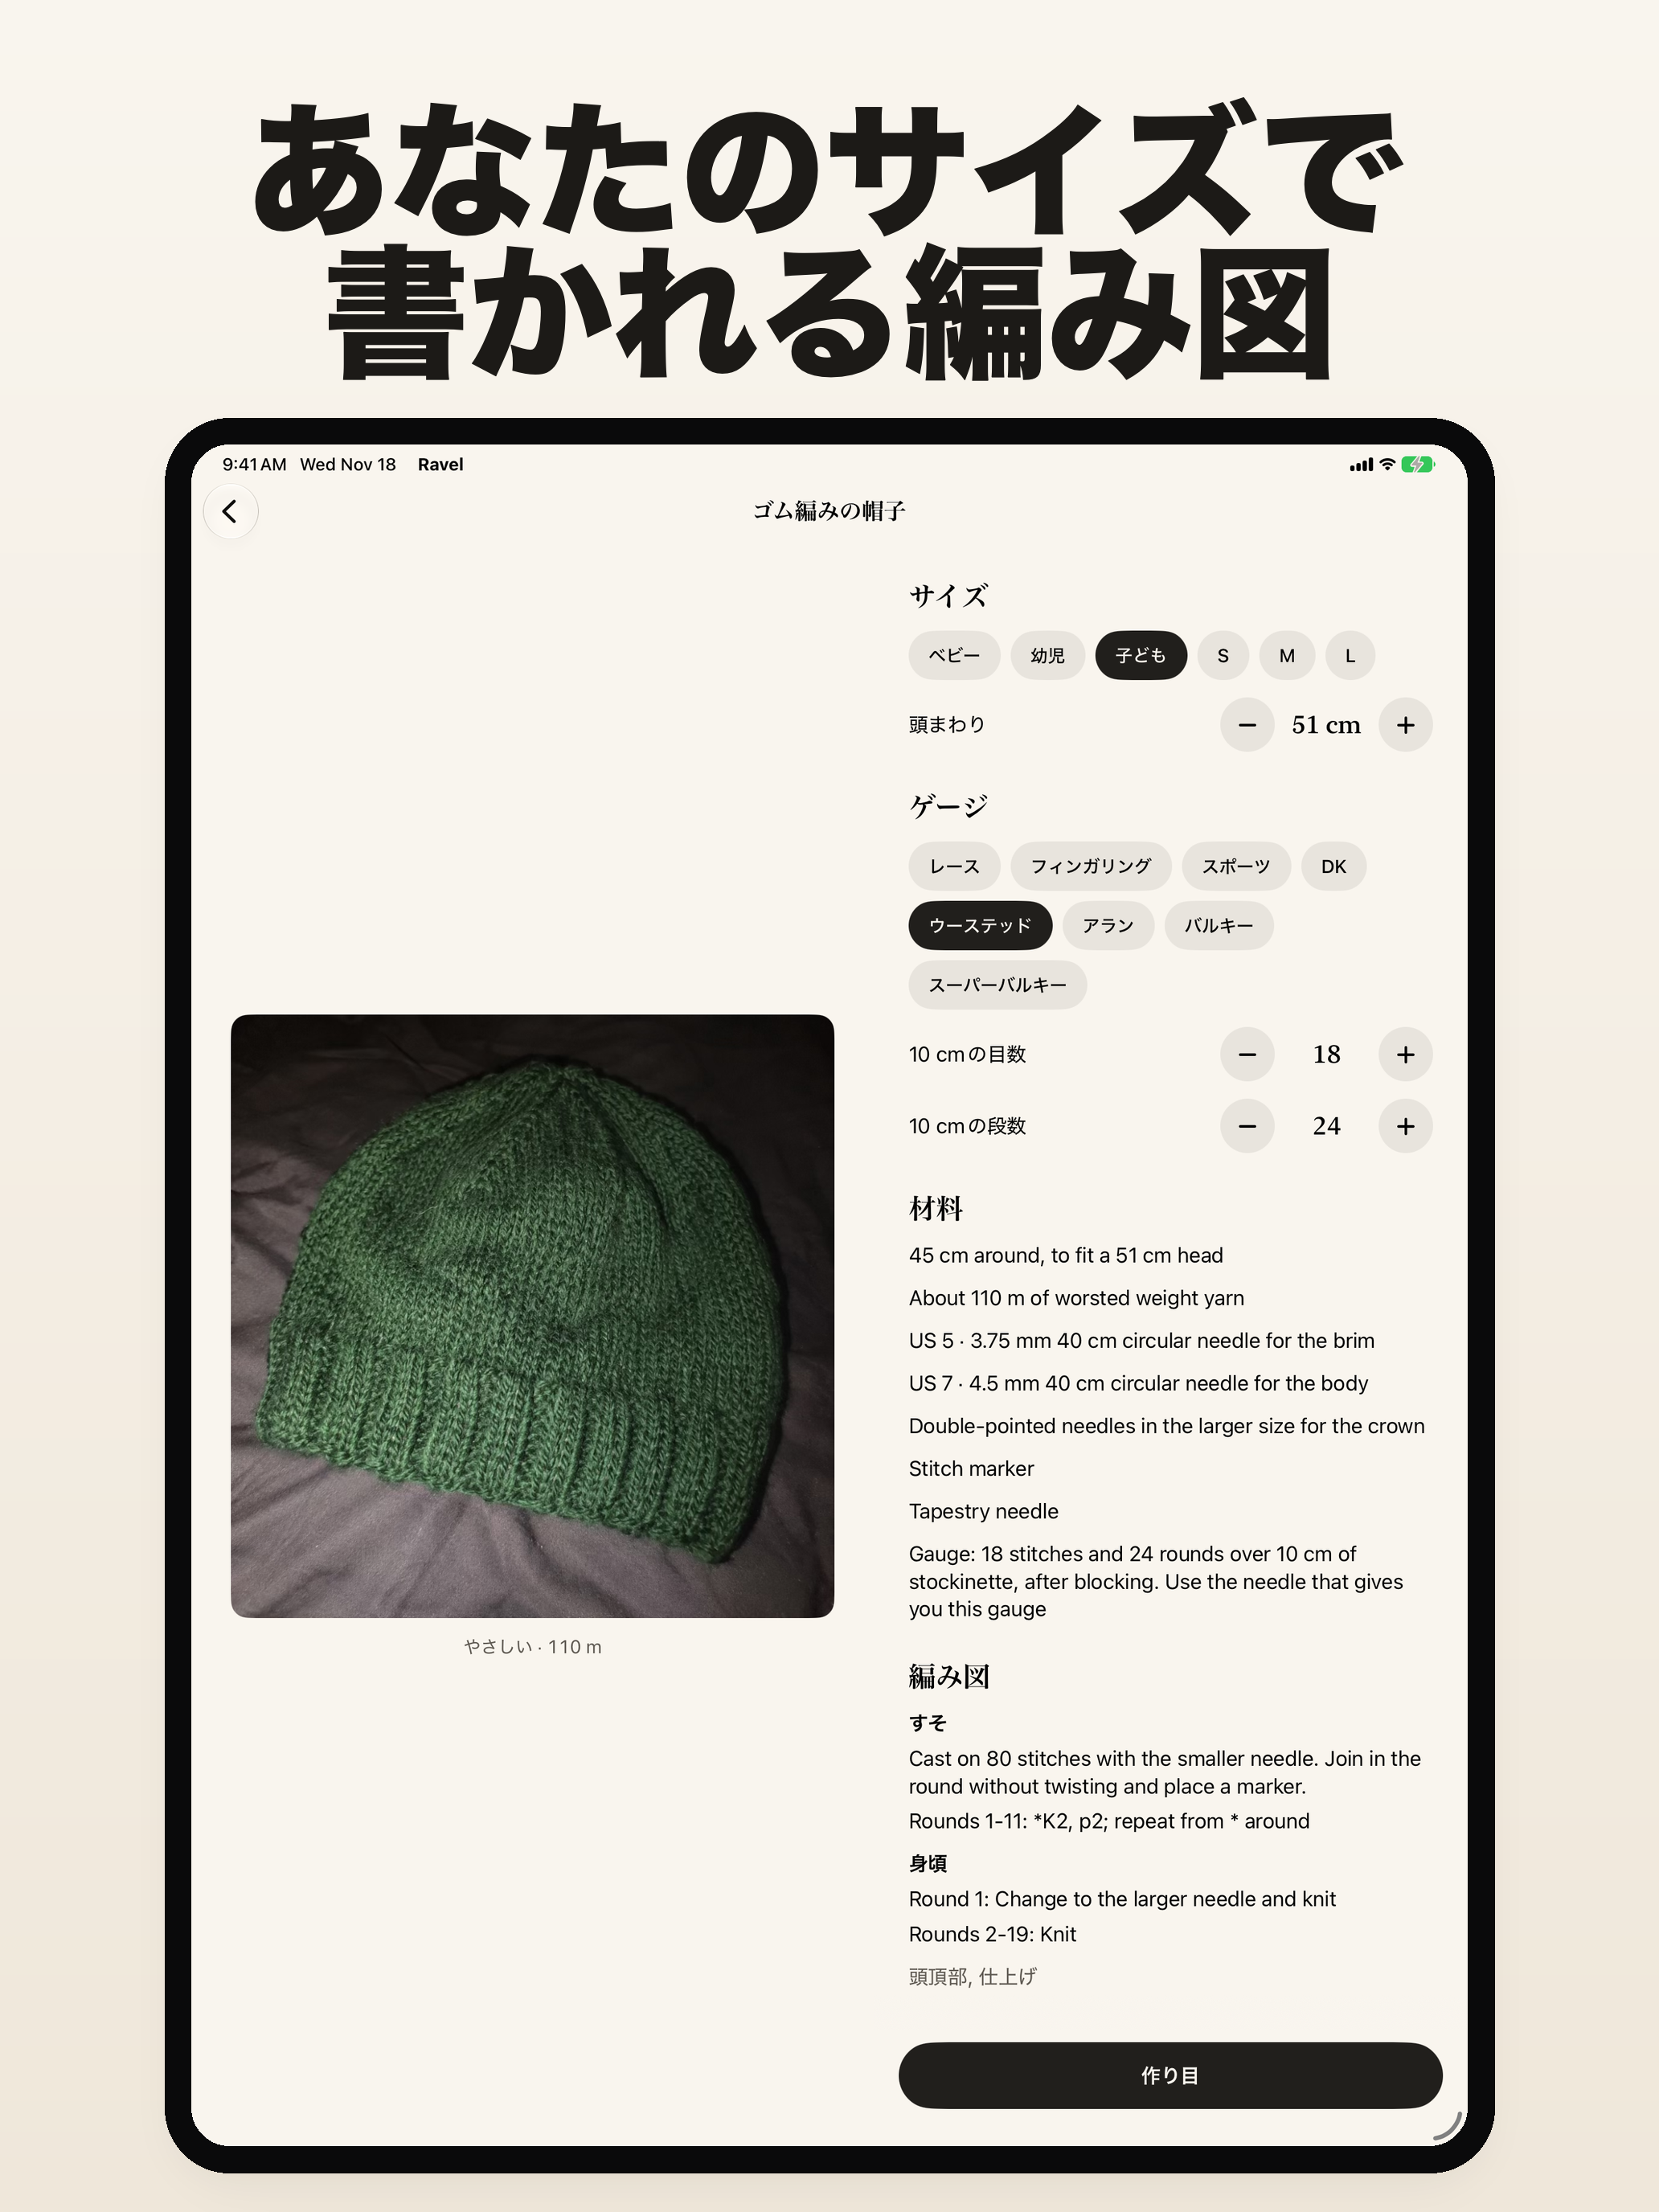 あなたのサイズで
書かれる編み図
9:41 AM Wed Nov 18 Ravel
ゴム編みの帽子
サイズ
ベビー 幼児 子ども S M L
頭まわり − 51 cm +
ゲージ
レース フィンガリング スポーツ DK
ウーステッド アラン バルキー
スーパーバルキー
10 cmの目数 − 18 +
10 cmの段数 − 24 +
材料
45 cm around, to fit a 51 cm head
About 110 m of worsted weight yarn
US 5 · 3.75 mm 40 cm circular needle for the brim
US 7 · 4.5 mm 40 cm circular needle for the body
Double-pointed needles in the larger size for the crown
Stitch marker
Tapestry needle
Gauge: 18 stitches and 24 rounds over 10 cm of
stockinette, after blocking. Use the needle that gives
you this gauge
やさしい · 110 m
編み図
すそ
Cast on 80 stitches with the smaller needle. Join in the
round without twisting and place a marker.
Rounds 1-11: *K2, p2; repeat from * around
身頃
Round 1: Change to the larger needle and knit
Rounds 2-19: Knit
頭頂部, 仕上げ
作り目